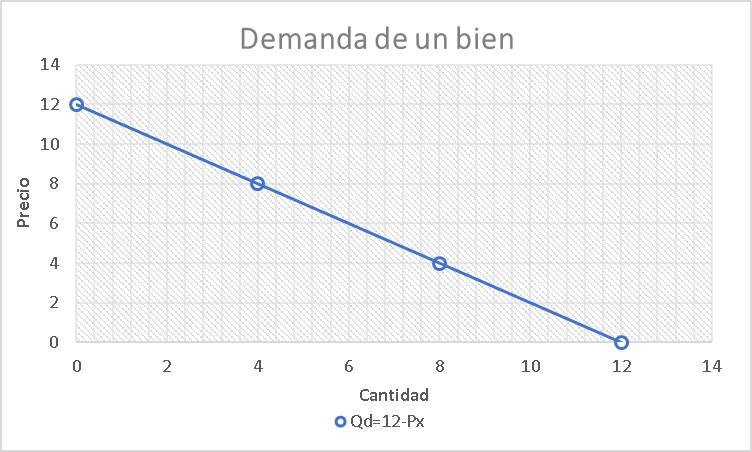 Demanda de un bien
14
12
10
8
6
4
2
0
Precio
0 2 4 6 8 10 12 14
Cantidad
Qd=12-Px